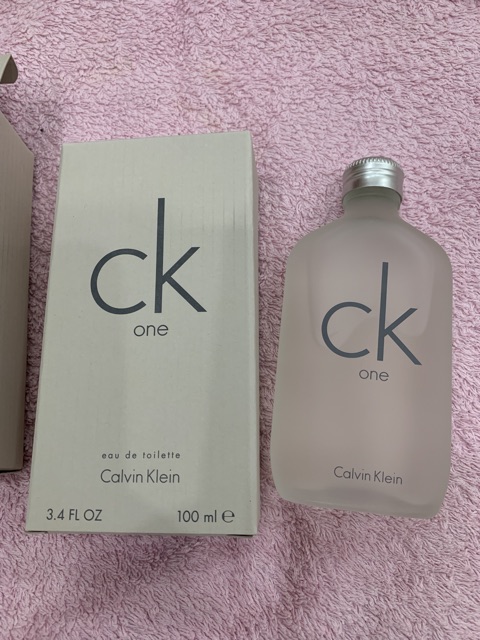 ck
one
eau de toilette
Calvin Klein
3.4 FL OZ
100 ml ℮
ck
one
Calvin Klein